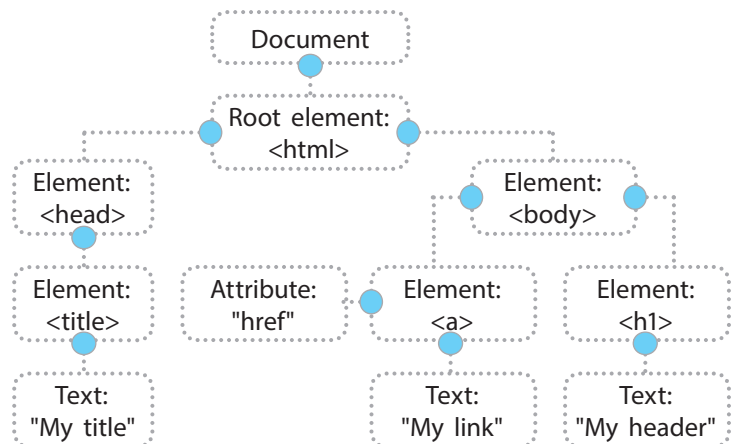 Document
Root element:
<html>
Element:
<head>
Element:
<body>
Element:
<title>
Attribute:
"href"
Element:
<a>
Element:
<h1>
Text:
"My title"
Text:
"My link"
Text:
"My header"